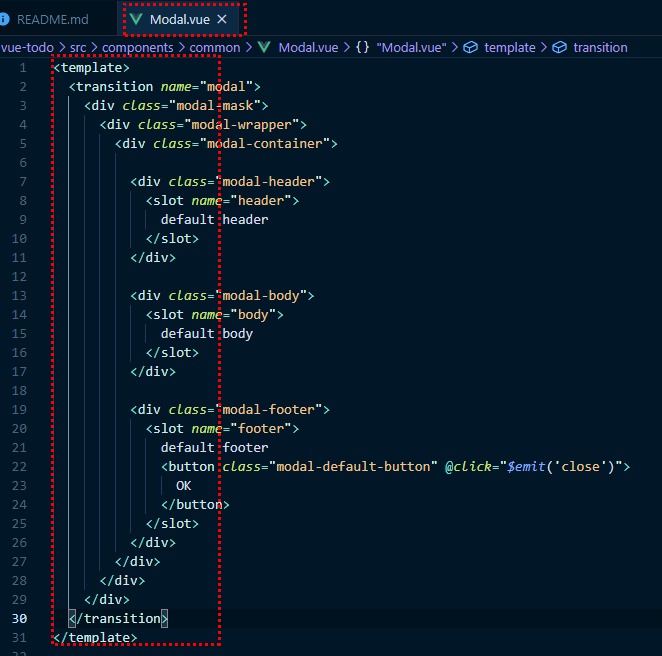 README.md Modal.vue
vue-todo > src > components > common > Modal.vue > {} "Modal.vue" > template > transition
1 <template>
2 <transition name="modal">
3 <div class="modal-mask">
4 <div class="modal-wrapper">
5 <div class="modal-container">
6
7 <div class="modal-header">
8 <slot name="header">
9 default header
10 </slot>
11 </div>
12
13 <div class="modal-body">
14 <slot name="body">
15 default body
16 </slot>
17 </div>
18
19 <div class="modal-footer">
20 <slot name="footer">
21 default footer
22 <button class="modal-default-button" @click="$emit('close')">
23 OK
24 </button>
25 </slot>
26 </div>
27 </div>
28 </div>
29 </div>
30 </transition>
31 </template>